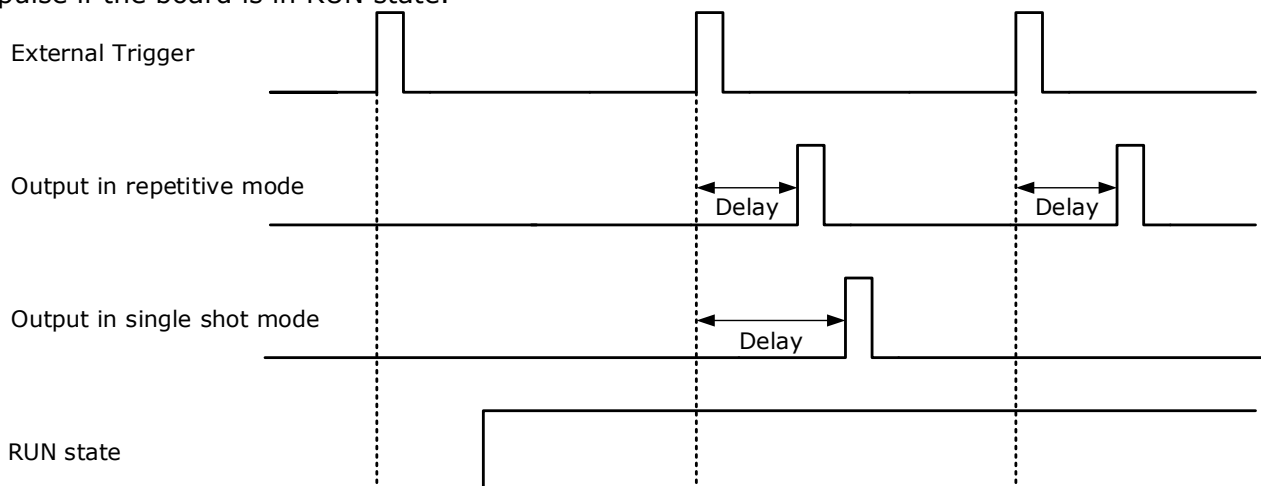 pulse if the board is in RUN state.
External Trigger
Output in repetitive mode
Delay
Delay
Output in single shot mode
Delay
RUN state